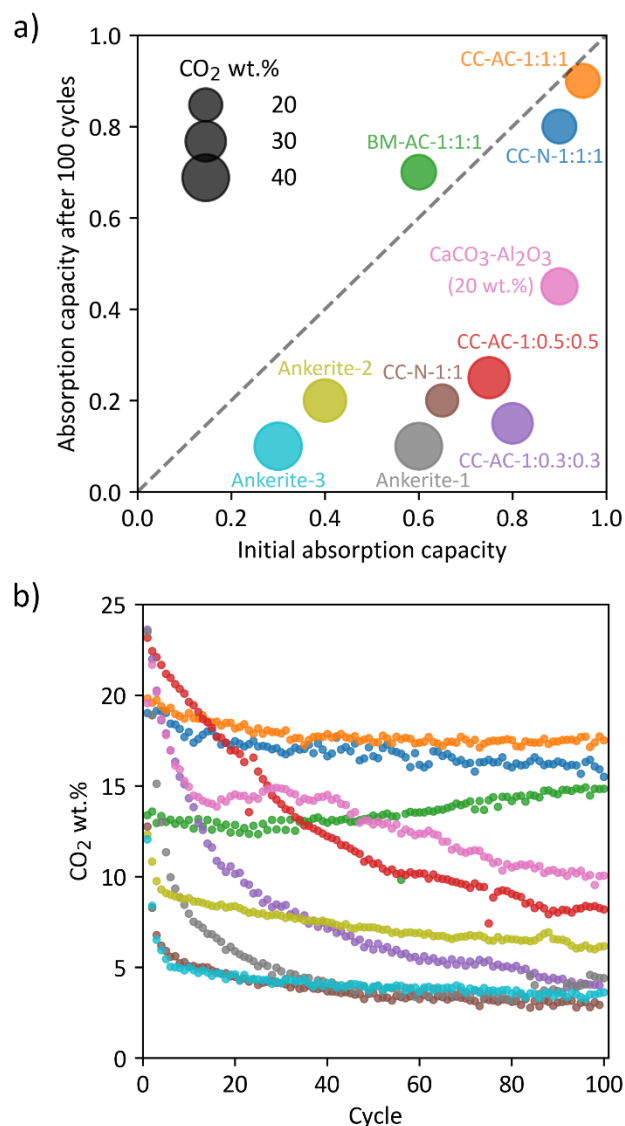 a)
Absorption capacity after 100 cycles
1.0
0.8
0.6
0.4
0.2
0.0
CO₂ wt.%
20
30
40
CC-AC-1:1:1
BM-AC-1:1:1
CC-N-1:1:1
CaCO₃-Al₂O₃
(20 wt.%)
CC-AC-1:0.5:0.5
Ankerite-2
CC-N-1:1
Ankerite-3
Ankerite-1
CC-AC-1:0.3:0.3
0.0 0.2 0.4 0.6 0.8 1.0
Initial absorption capacity
b)
CO₂ wt.%
25
20
15
10
5
0
0 20 40 60 80 100
Cycle